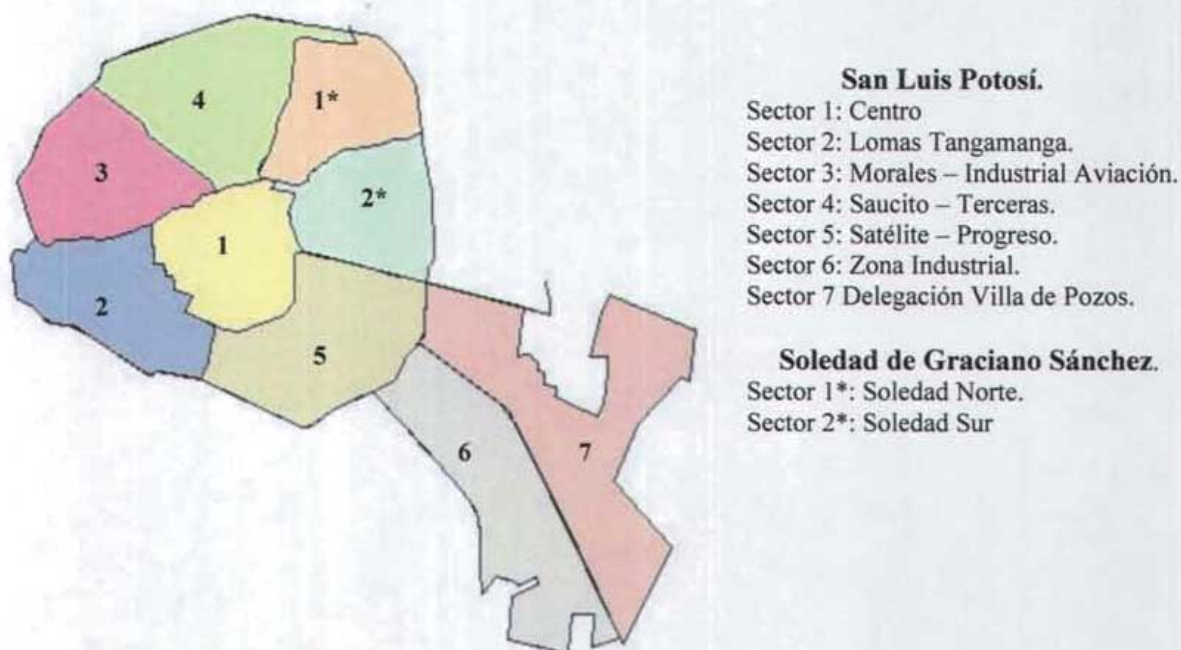 4
1*
3
2*
1
2
5
6
7
San Luis Potosí.
Sector 1: Centro
Sector 2: Lomas Tangamanga.
Sector 3: Morales – Industrial Aviación.
Sector 4: Saucito – Terceras.
Sector 5: Satélite – Progreso.
Sector 6: Zona Industrial.
Sector 7 Delegación Villa de Pozos.
Soledad de Graciano Sánchez.
Sector 1*: Soledad Norte.
Sector 2*: Soledad Sur